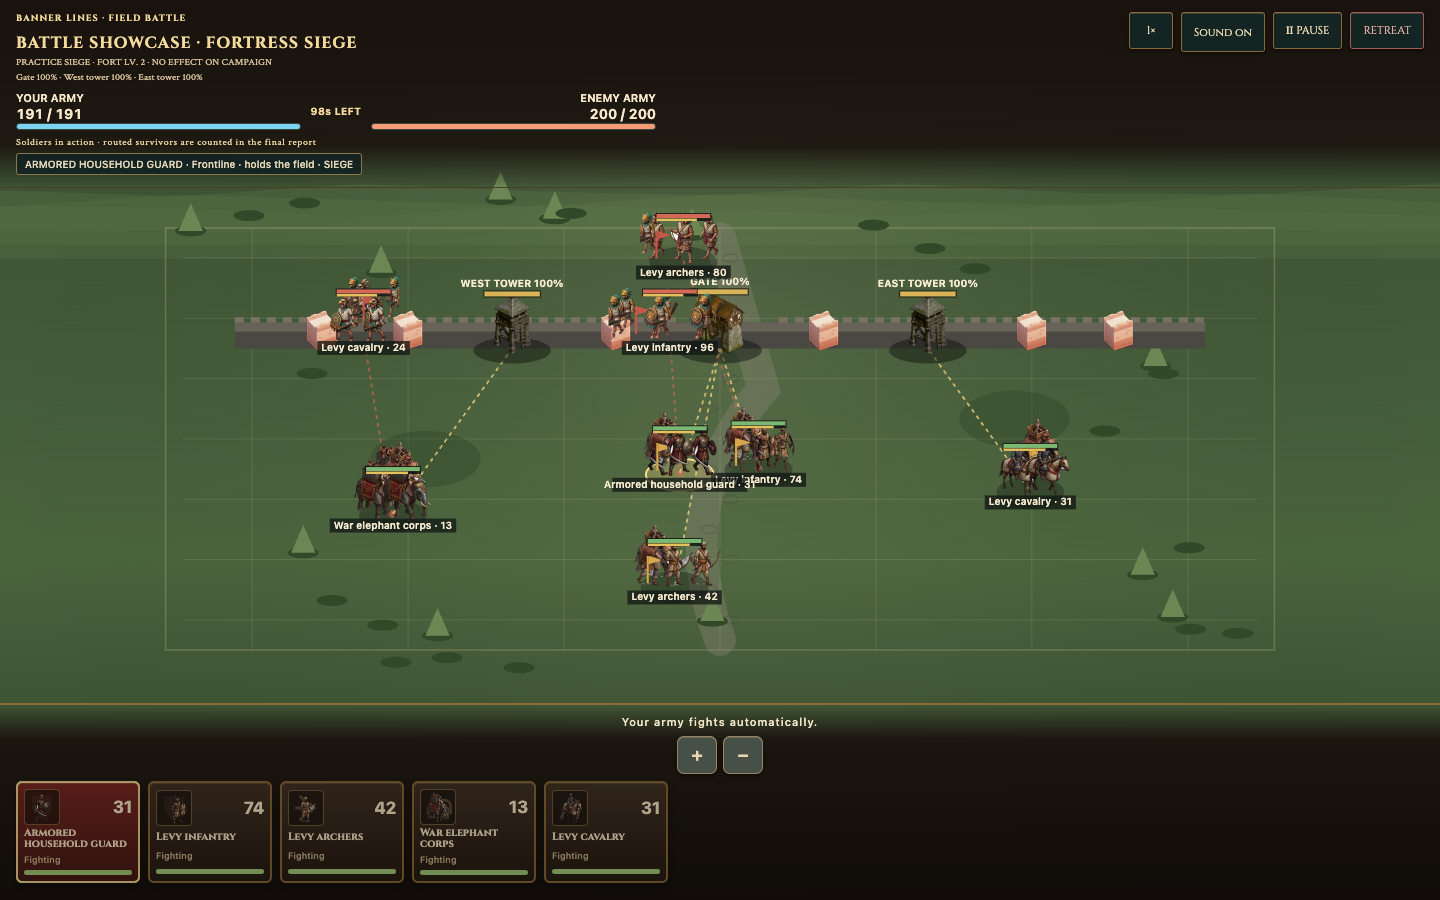 BANNER LINES · FIELD BATTLE
BATTLE SHOWCASE · FORTRESS SIEGE
PRACTICE SIEGE · FORT LV. 2 · NO EFFECT ON CAMPAIGN
Gate 100% · West tower 100% · East tower 100%
YOUR ARMY
191 / 191
98s LEFT
ENEMY ARMY
200 / 200
Soldiers in action · routed survivors are counted in the final report
ARMORED HOUSEHOLD GUARD · Frontline · holds the field · SIEGE
1×
SOUND ON
II PAUSE
RETREAT
Levy archers · 80
GATE 100%
WEST TOWER 100%
EAST TOWER 100%
Levy cavalry · 24
Levy infantry · 96
Armored household guard · 31
infantry · 74
Levy cavalry · 31
War elephant corps · 13
Levy archers · 42
Your army fights automatically.
+
−
31
ARMORED HOUSEHOLD GUARD
Fighting
74
LEVY INFANTRY
Fighting
42
LEVY ARCHERS
Fighting
13
WAR ELEPHANT CORPS
Fighting
31
LEVY CAVALRY
Fighting